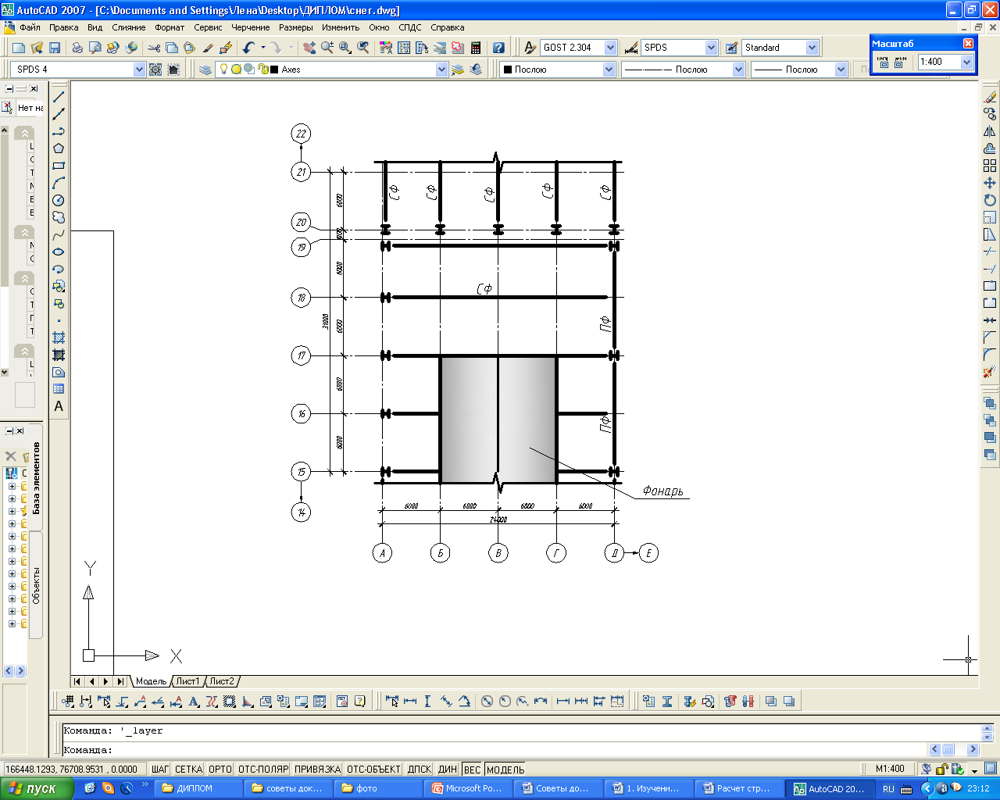 AutoCAD 2007 - [C:\Documents and Settings\Лена\Desktop\ДИПЛОМ\снег.dwg]
Файл Правка Вид Слияние Формат Сервис Черчение Размеры Изменить Окно СПДС Справка
GOST 2.304 SPDS Standard
Масштаб
1:400
SPDS 4 Axes Послою Послою Послою
Нет на
22
21
СФ СФ СФ СФ СФ
6000
20
19
6000
СФ
18
31000
6000
ПФ
17
6000
16
ПФ
6000
15
Фонарь
14
6000 6000 6000 6000
24000
А Б В Г Д Е
База элементов
Объекты
Y
X
Модель Лист1 Лист2
Команда: '_layer
Команда:
166448.1293, 76708.9531 , 0.0000 ШАГ СЕТКА ОРТО ОТС-ПОЛЯР ПРИВЯЗКА ОТС-ОБЪЕКТ ДПСК ДИН ВЕС МОДЕЛЬ М1:400
пуск ДИПЛОМ советы док... фото Microsoft Po... Советы до... 1. Изучени... Расчет стр... AutoCAD 20... RU 23:12